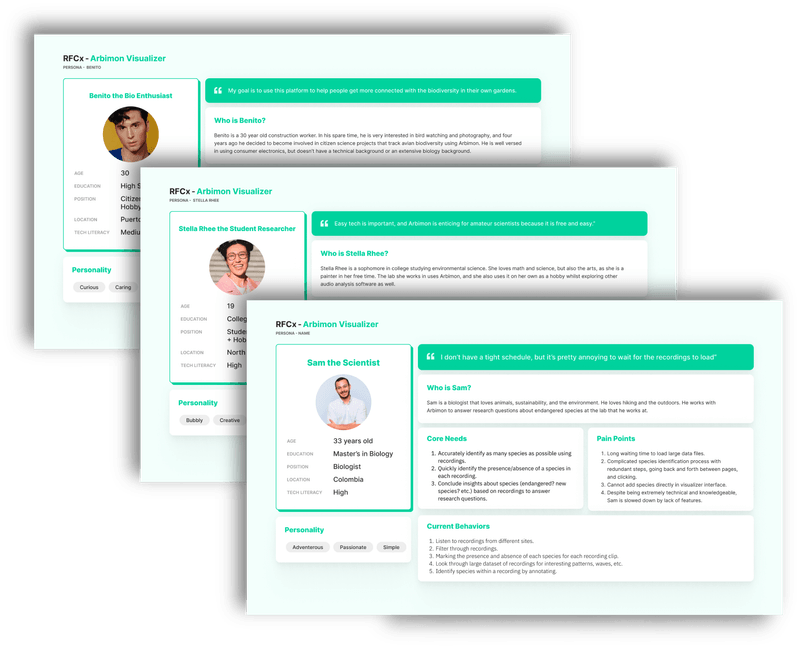 RFCx - Arbimon Visualizer
PERSONA - BENITO
Benito the Bio Enthusiast
AGE 30
EDUCATION High S
POSITION Citize
Hobby
LOCATION Puert
TECH LITERACY Mediu
Personality
Curious Caring
My goal is to use this platform to help people get more connected with the biodiversity in their own gardens.
Who is Benito?
Benito is a 30 year old construction worker. In his spare time, he is very interested in bird watching and photography, and four
years ago he decided to become involved in citizen science projects that track avian biodiversity using Arbimon. He is well versed
in using consumer electronics, but doesn't have a technical background or an extensive biology background.
RFCx - Arbimon Visualizer
PERSONA - STELLA RHEE
Stella Rhee the Student Researcher
AGE 19
EDUCATION Colleg
POSITION Stude
+ Hob
LOCATION North
TECH LITERACY High
Personality
Bubbly Creative
Easy tech is important, and Arbimon is enticing for amateur scientists because it is free and easy."
Who is Stella Rhee?
Stella Rhee is a sophomore in college studying environmental science. She loves math and science, but also the arts, as she is a
painter in her free time. The lab she works in uses Arbimon, and she also uses it on her own as a hobby whilst exploring other
audio analysis software as well.
RFCx - Arbimon Visualizer
PERSONA - NAME
Sam the Scientist
AGE 33 years old
EDUCATION Master's in Biology
POSITION Biologist
LOCATION Colombia
TECH LITERACY High
Personality
Adventerous Passionate Simple
I don't have a tight schedule, but it's pretty annoying to wait for the recordings to load"
Who is Sam?
Sam is a biologist that loves animals, sustainability, and the environment. He loves hiking and the outdoors. He works with
Arbimon to answer research questions about endangered species at the lab that he works at.
Core Needs
1. Accurately identify as many species as possible using
recordings.
2. Quickly identify the presence/absence of a species in
each recording.
3. Conclude insights about species (endangered? new
species? etc.) based on recordings to answer
research questions.
Pain Points
1. Long waiting time to load large data files.
2. Complicated species identification process with
redundant steps, going back and forth between pages,
and clicking.
3. Cannot add species directly in visualizer interface.
4. Despite being extremely technical and knowledgeable,
Sam is slowed down by lack of features.
Current Behaviors
1. Listen to recordings from different sites.
2. Filter through recordings.
3. Marking the presence and absence of each species for each recording clip.
4. Look through large dataset of recordings for interesting patterns, waves, etc.
5. Identify species within a recording by annotating.